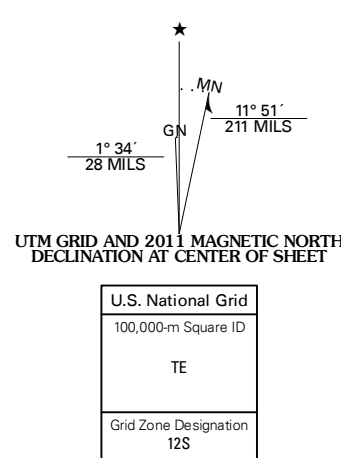 ★
MN
GN
11° 51´
211 MILS
1° 34´
28 MILS
UTM GRID AND 2011 MAGNETIC NORTH
DECLINATION AT CENTER OF SHEET
U.S. National Grid
100,000-m Square ID
TE
Grid Zone Designation
12S